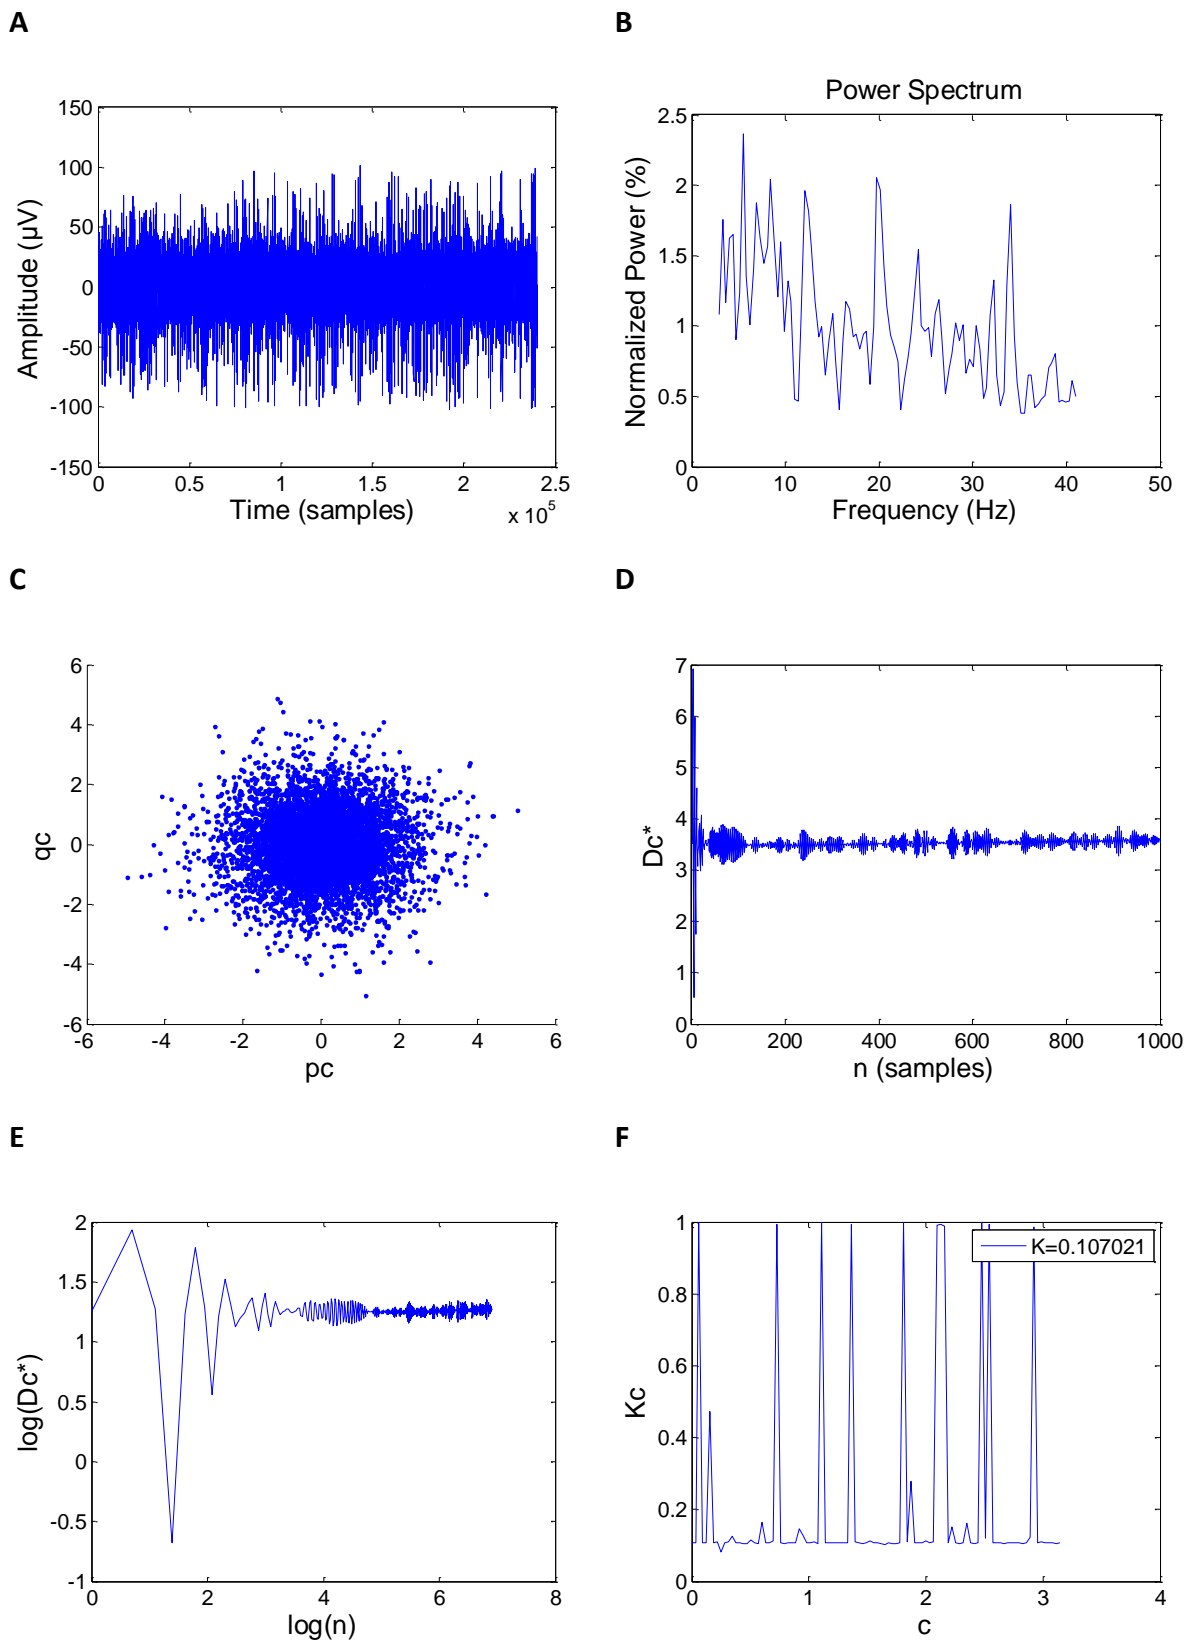 A
150
100
50
0
-50
-100
-150
Amplitude (µV)
0 0.5 1 1.5 2 2.5
Time (samples)
x 10^5
B
Power Spectrum
2.5
2
1.5
1
0.5
0
Normalized Power (%)
0 10 20 30 40 50
Frequency (Hz)
C
6
4
2
0
-2
-4
-6
qc
-6 -4 -2 0 2 4 6
pc
D
7
6
5
4
3
2
1
0
Dc*
0 200 400 600 800 1000
n (samples)
E
2
1.5
1
0.5
0
-0.5
-1
log(Dc*)
0 2 4 6 8
log(n)
F
1
0.8
0.6
0.4
0.2
0
Kc
K=0.107021
0 1 2 3 4
c